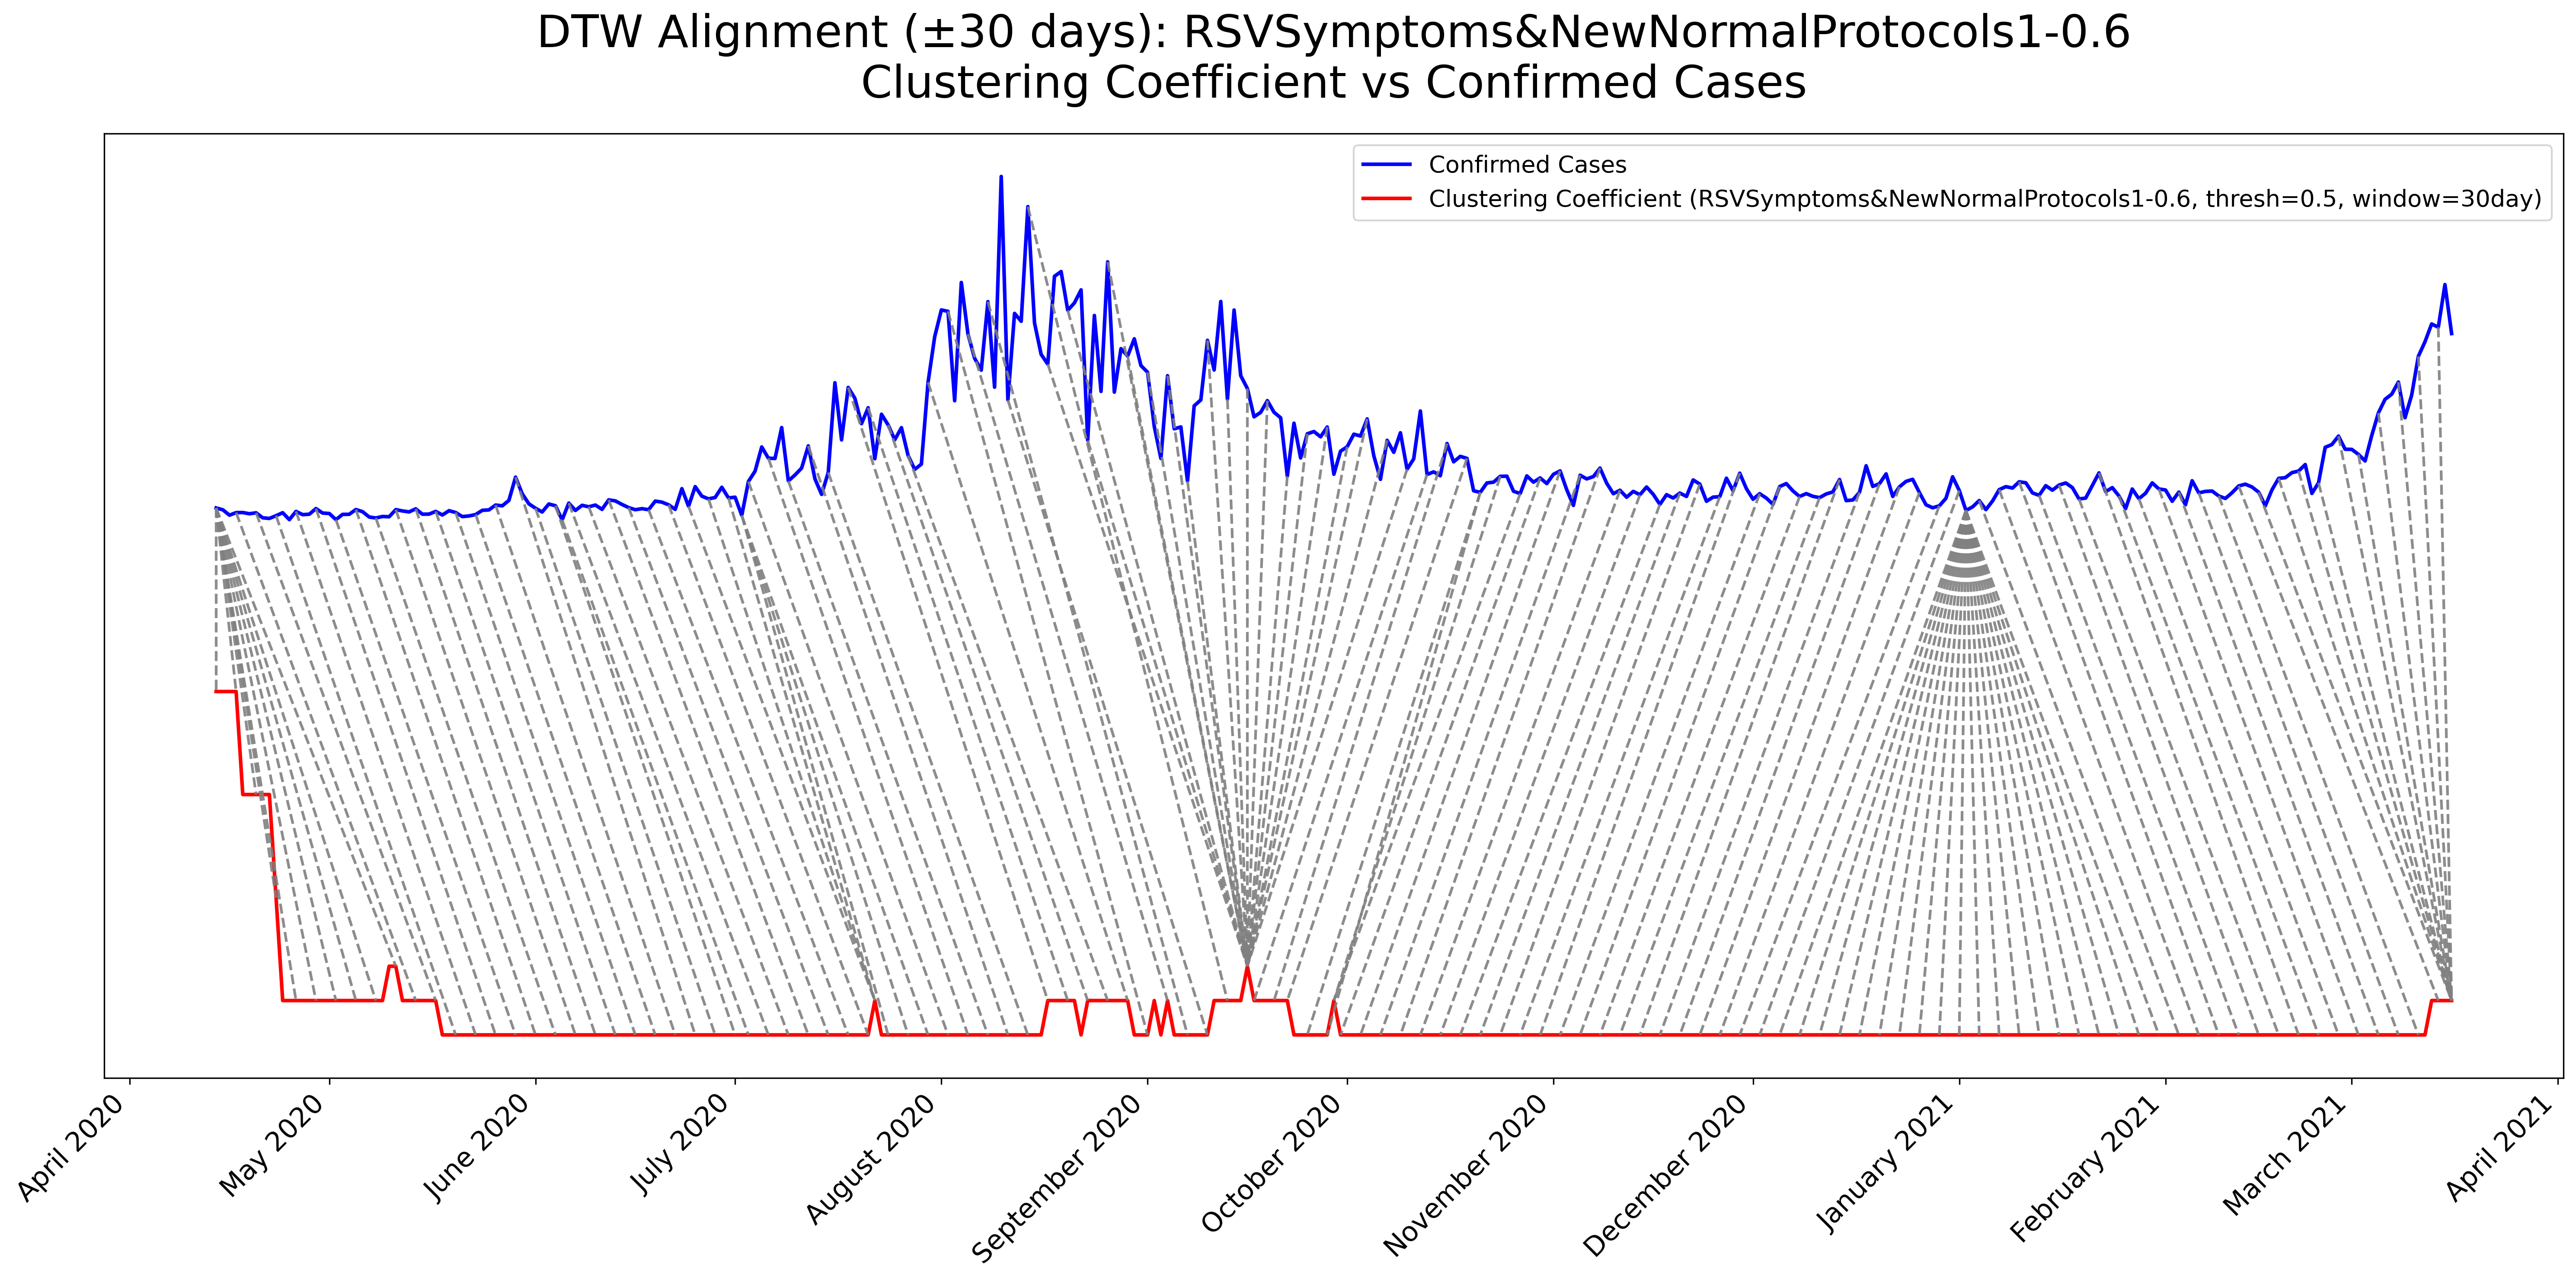 DTW Alignment (±30 days): RSVSymptoms&NewNormalProtocols1-0.6
Clustering Coefficient vs Confirmed Cases
Confirmed Cases
Clustering Coefficient (RSVSymptoms&NewNormalProtocols1-0.6, thresh=0.5, window=30day)
April 2020
May 2020
June 2020
July 2020
August 2020
September 2020
October 2020
November 2020
December 2020
January 2021
February 2021
March 2021
April 2021